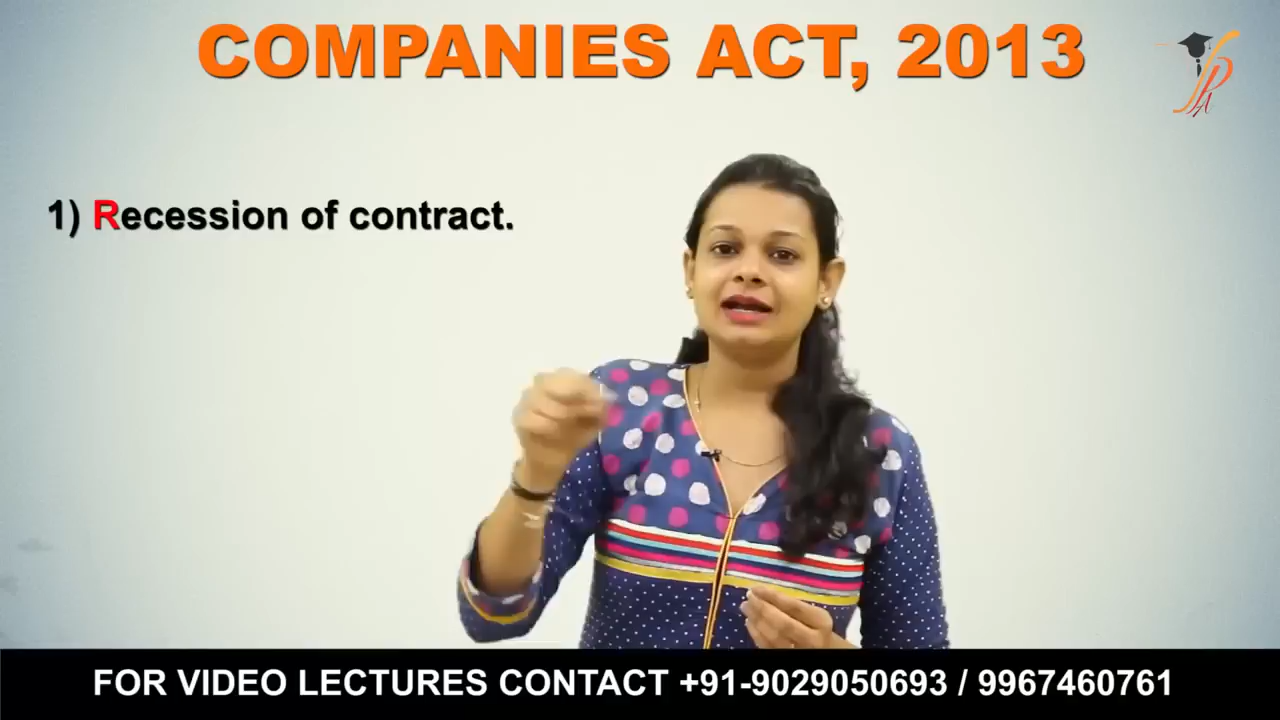 COMPANIES ACT, 2013
1) Recession of contract.
FOR VIDEO LECTURES CONTACT +91-9029050693 / 9967460761